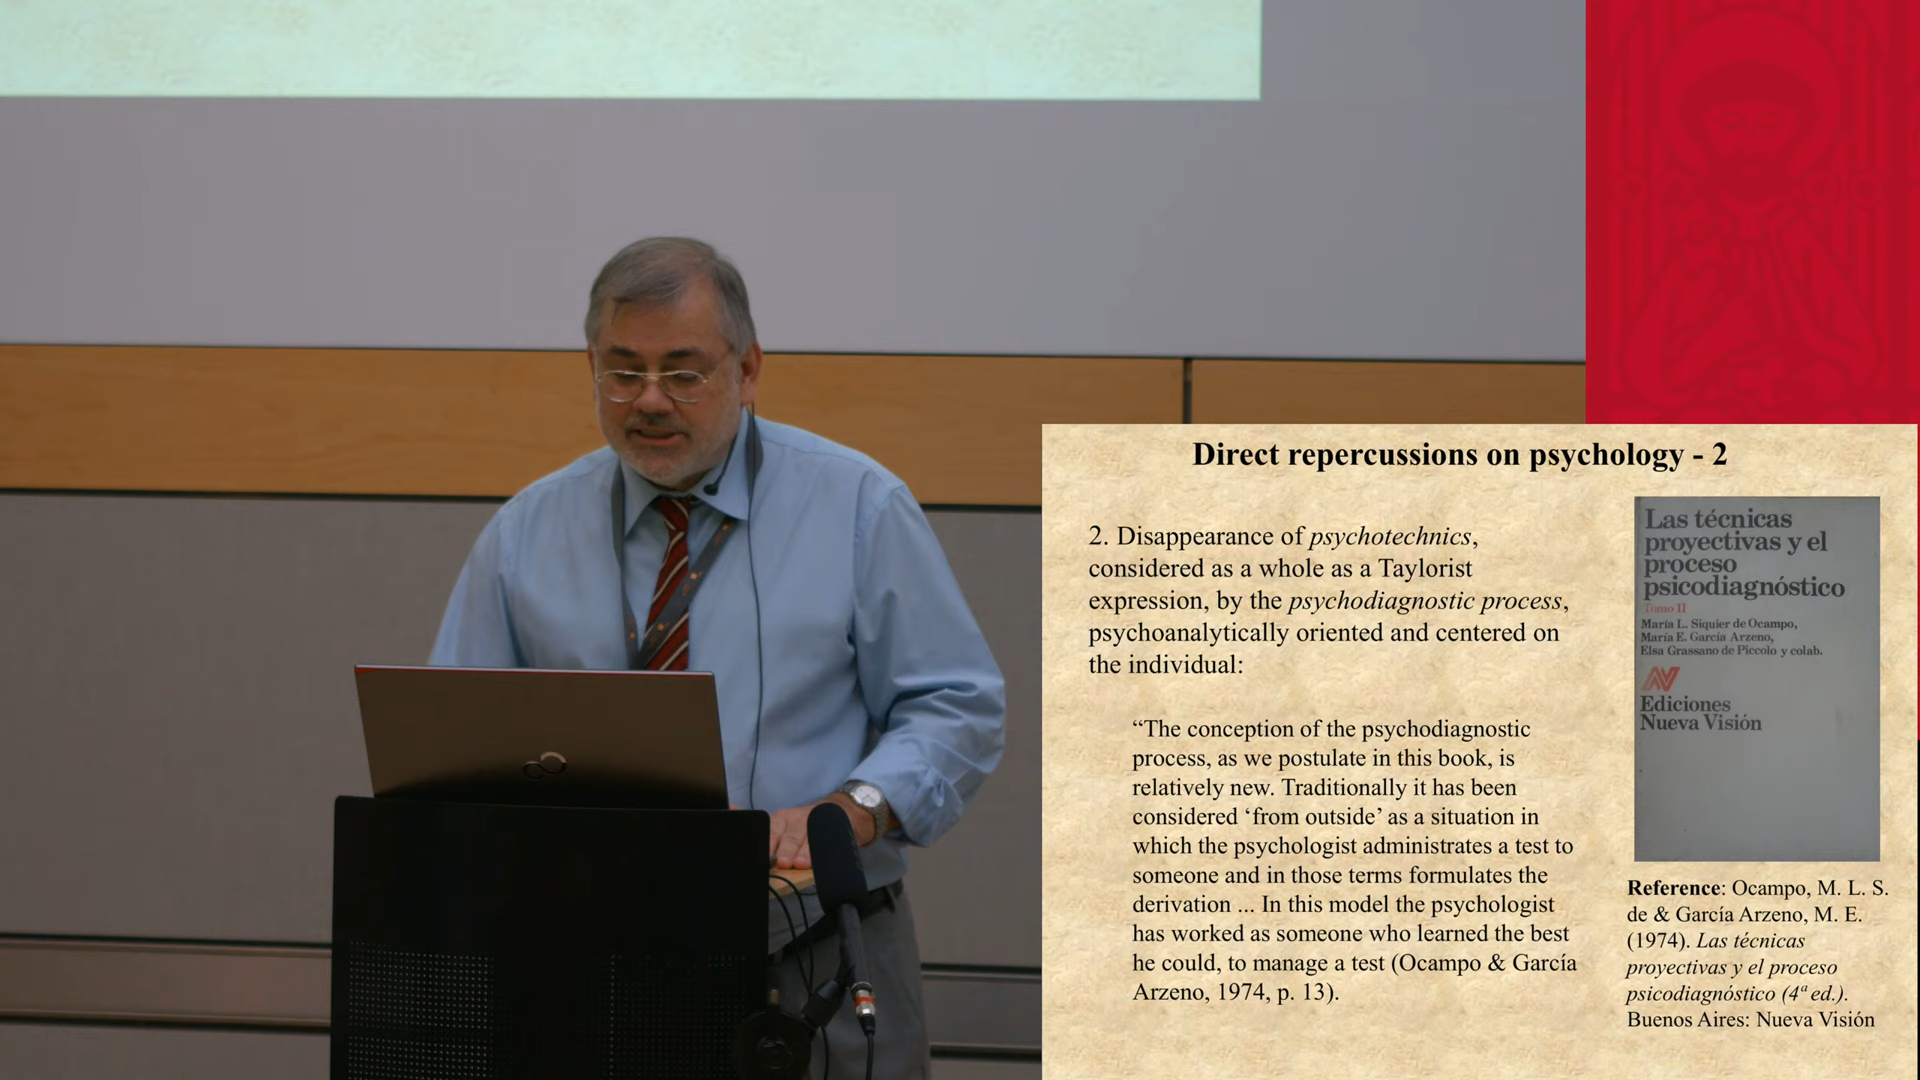 Direct repercussions on psychology - 2
2. Disappearance of psychotechnics,
considered as a whole as a Taylorist
expression, by the psychodiagnostic process,
psychoanalytically oriented and centered on
the individual:
“The conception of the psychodiagnostic
process, as we postulate in this book, is
relatively new. Traditionally it has been
considered ‘from outside’ as a situation in
which the psychologist administrates a test to
someone and in those terms formulates the
derivation ... In this model the psychologist
has worked as someone who learned the best
he could, to manage a test (Ocampo & García
Arzeno, 1974, p. 13).
Las técnicas
proyectivas y el
proceso
psicodiagnóstico
Tomo II
María L. Siquier de Ocampo,
María E. García Arzeno,
Elsa Grassano de Piccolo y colab.
Ediciones
Nueva Visión
Reference: Ocampo, M. L. S.
de & García Arzeno, M. E.
(1974). Las técnicas
proyectivas y el proceso
psicodiagnóstico (4ª ed.).
Buenos Aires: Nueva Visión